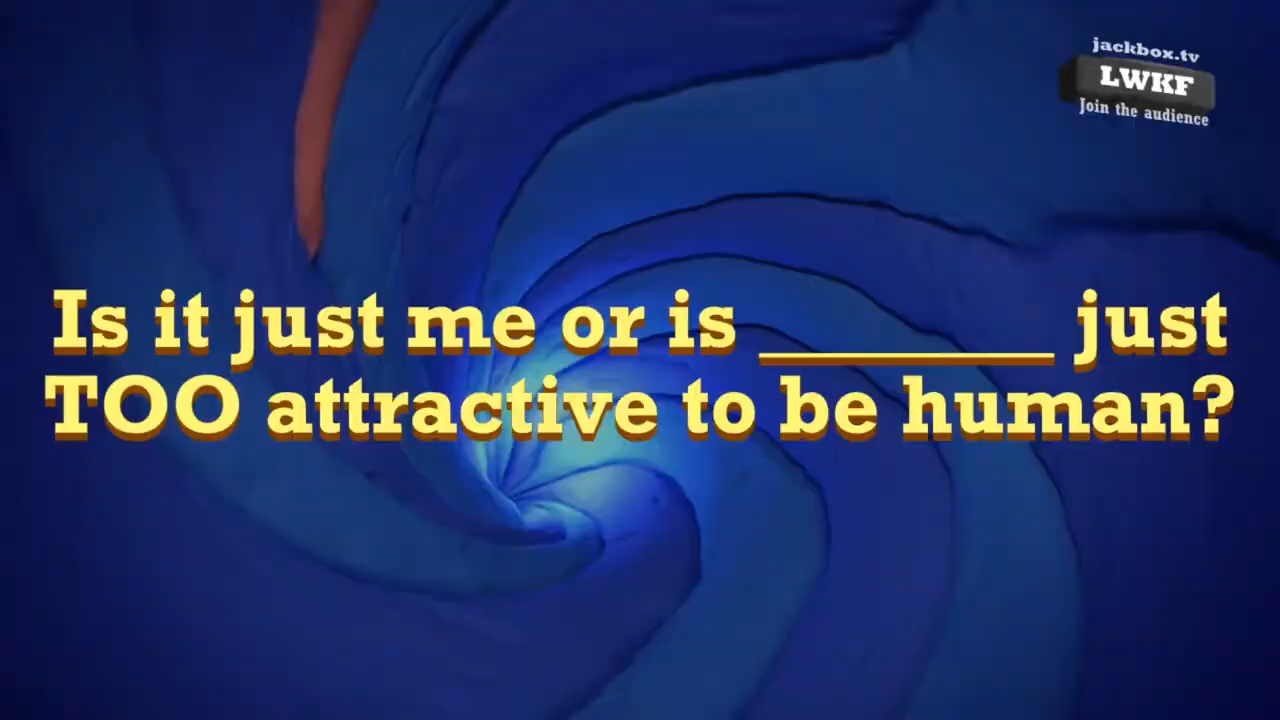 jackbox.tv
LWKF
Join the audience
Is it just me or is ________ just
TOO attractive to be human?